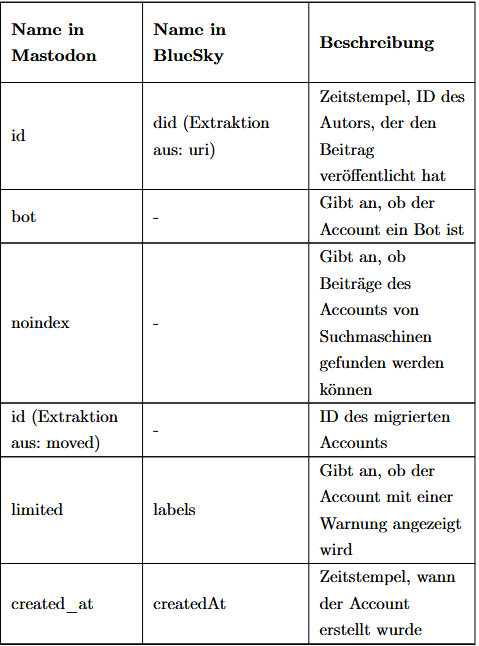 Name in
Mastodon
Name in
BlueSky
Beschreibung
id
did (Extraktion
aus: uri)
Zeitstempel, ID des
Autors, der den
Beitrag
veröffentlicht hat
bot
-
Gibt an, ob der
Account ein Bot ist
noindex
-
Gibt an, ob
Beiträge des
Accounts von
Suchmaschinen
gefunden werden
können
id (Extraktion
aus: moved)
-
ID des migrierten
Accounts
limited
labels
Gibt an, ob der
Account mit einer
Warnung angezeigt
wird
created_at
createdAt
Zeitstempel, wann
der Account
erstellt wurde